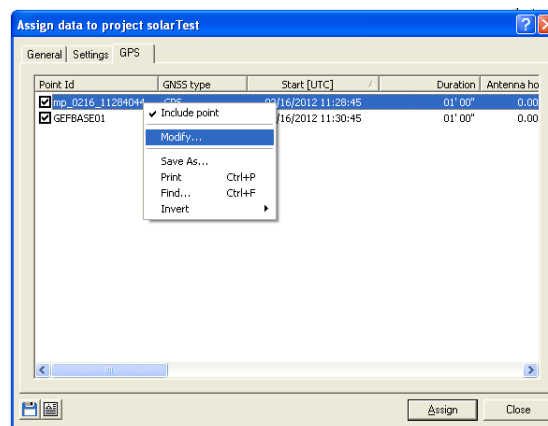 Assign data to project solarTest
General Settings GPS
Point Id GNSS type Start [UTC] Duration Antenna ho
mp_0216_11284044 GPS 02/16/2012 11:28:45 01' 00" 0.00
GEFBASE01 /16/2012 11:30:45 01' 00" 0.00
Include point
Modify...
Save As...
Print Ctrl+P
Find... Ctrl+F
Invert
Assign Close